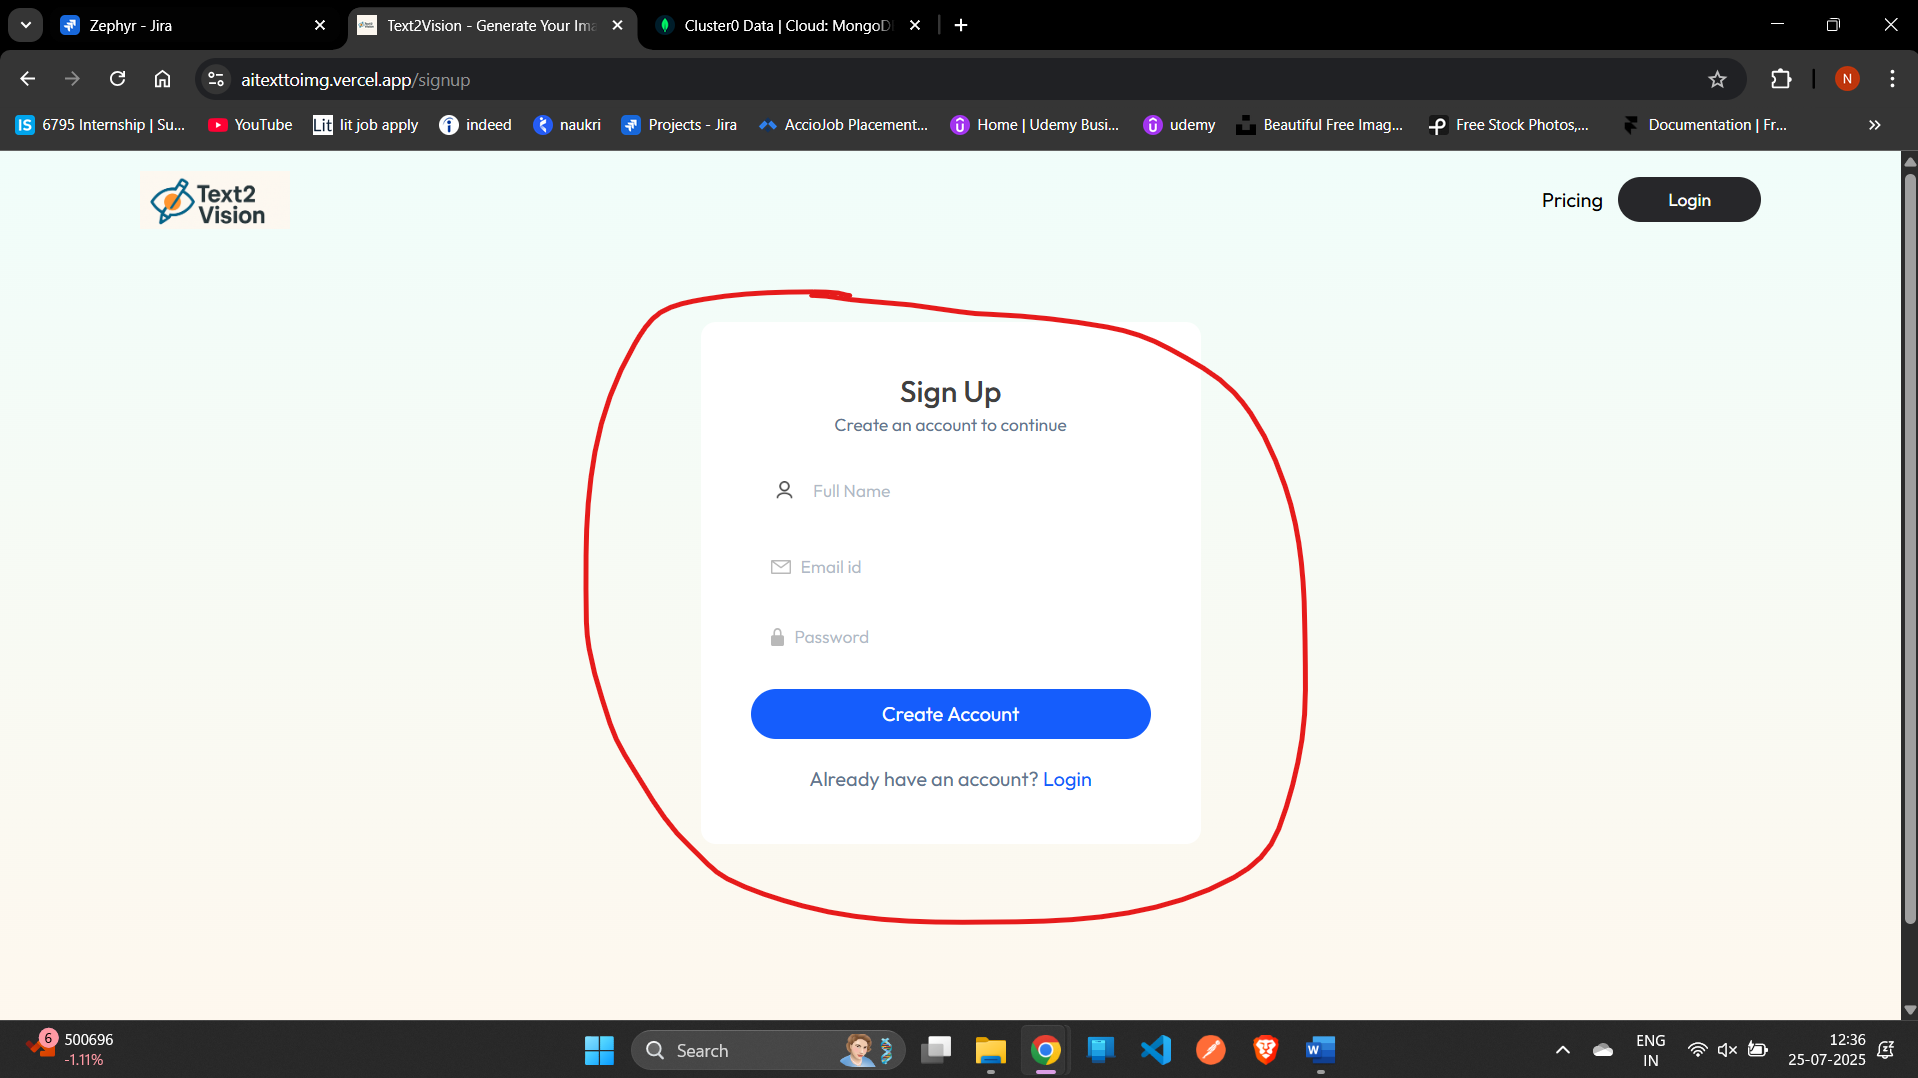 Zephyr - Jira
Text2Vision - Generate Your Ima
Cluster0 Data | Cloud: MongoD
aitexttoimg.vercel.app/signup
N
IS 6795 Internship | Su...
YouTube
Lit lit job apply
indeed
naukri
Projects - Jira
AccioJob Placement...
Home | Udemy Busi...
udemy
Beautiful Free Imag...
Free Stock Photos,...
Documentation | Fr...
Text2
Vision
Pricing
Login
Sign Up
Create an account to continue
Full Name
Email id
Password
Create Account
Already have an account? Login
6
500696
-1.11%
Search
W
ENG
IN
12:36
25-07-2025